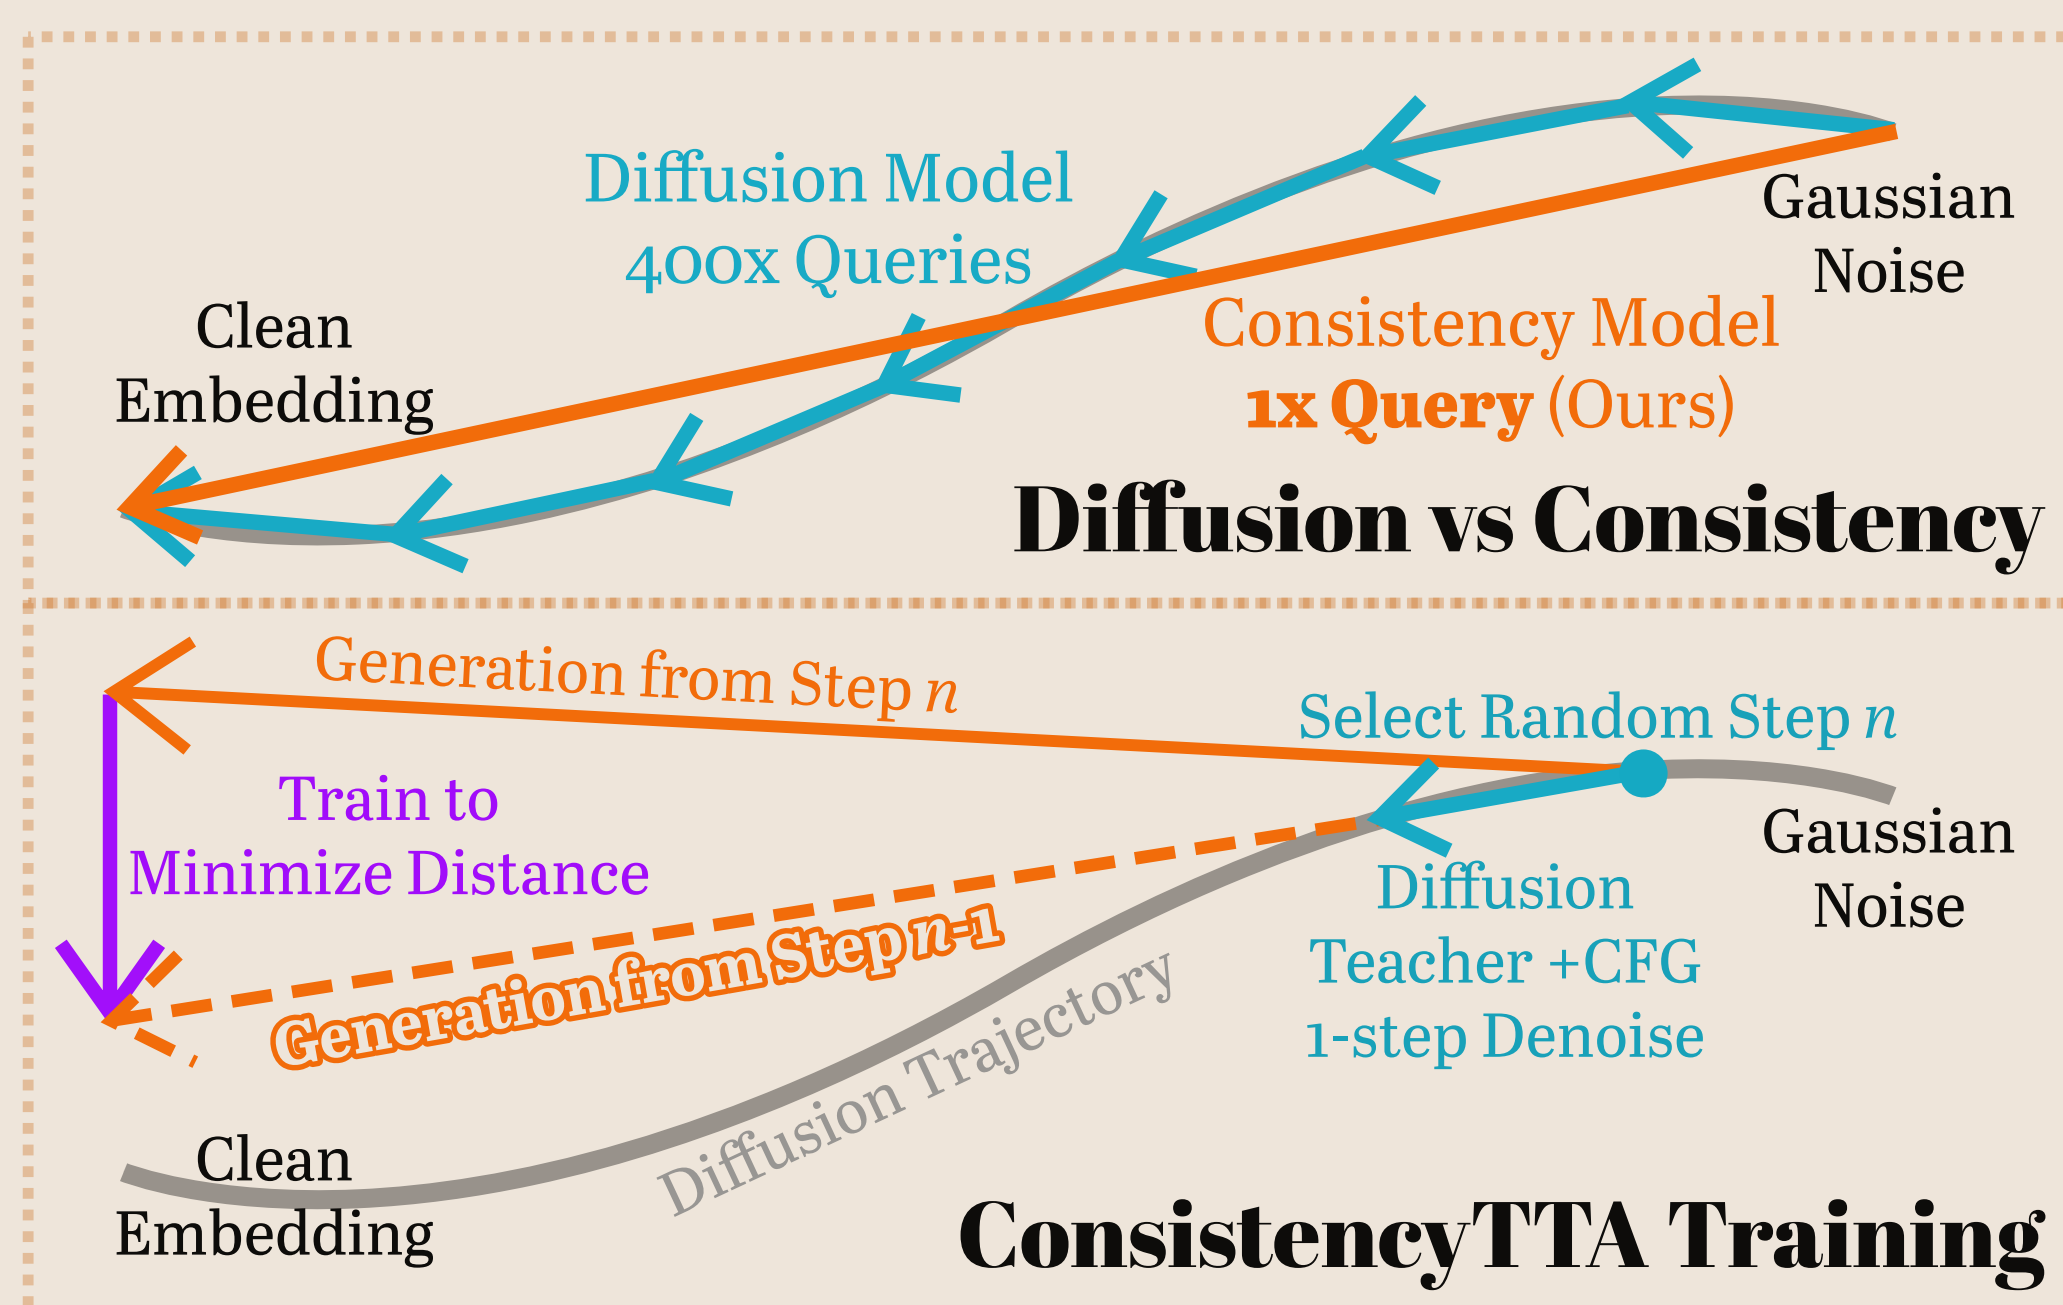 Diffusion Model
400x Queries
Gaussian
Noise
Clean
Embedding
Consistency Model
1x Query (Ours)
Diffusion vs Consistency
Generation from Step n
Select Random Step n
Train to
Minimize Distance
Gaussian
Noise
Generation from Step n-1
Diffusion
Teacher +CFG
1-step Denoise
Diffusion Trajectory
Clean
Embedding
ConsistencyTTA Training